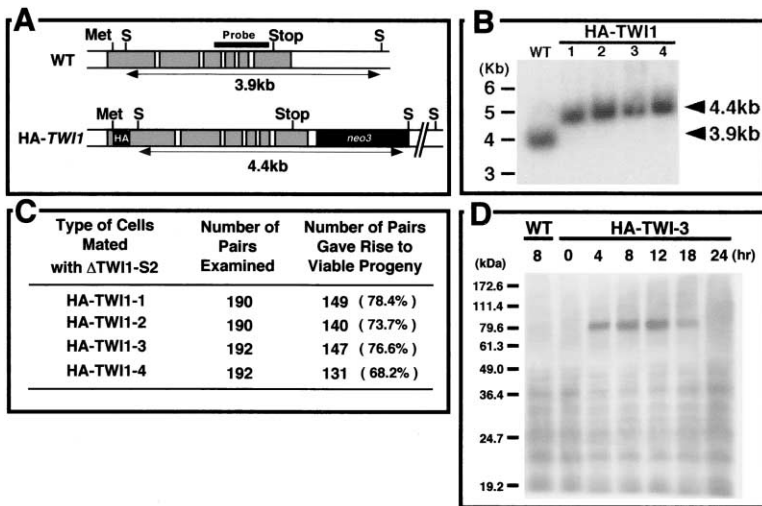 A
Probe
Met S Stop S
WT
3.9kb
Met S Stop S S
HA-TWI1
HA
neo3
4.4kb
B
HA-TWI1
WT 1 2 3 4
(Kb)
6
5
4
3
4.4kb
3.9kb
C
Type of Cells Mated with ΔTWI1-S2
Number of Pairs Examined
Number of Pairs Gave Rise to Viable Progeny
HA-TWI1-1 190 149 (78.4%)
HA-TWI1-2 190 140 (73.7%)
HA-TWI1-3 192 147 (76.6%)
HA-TWI1-4 192 131 (68.2%)
D
WT HA-TWI-3
8 0 4 8 12 18 24 (hr)
(kDa)
172.6
111.4
79.6
61.3
49.0
36.4
24.7
19.2